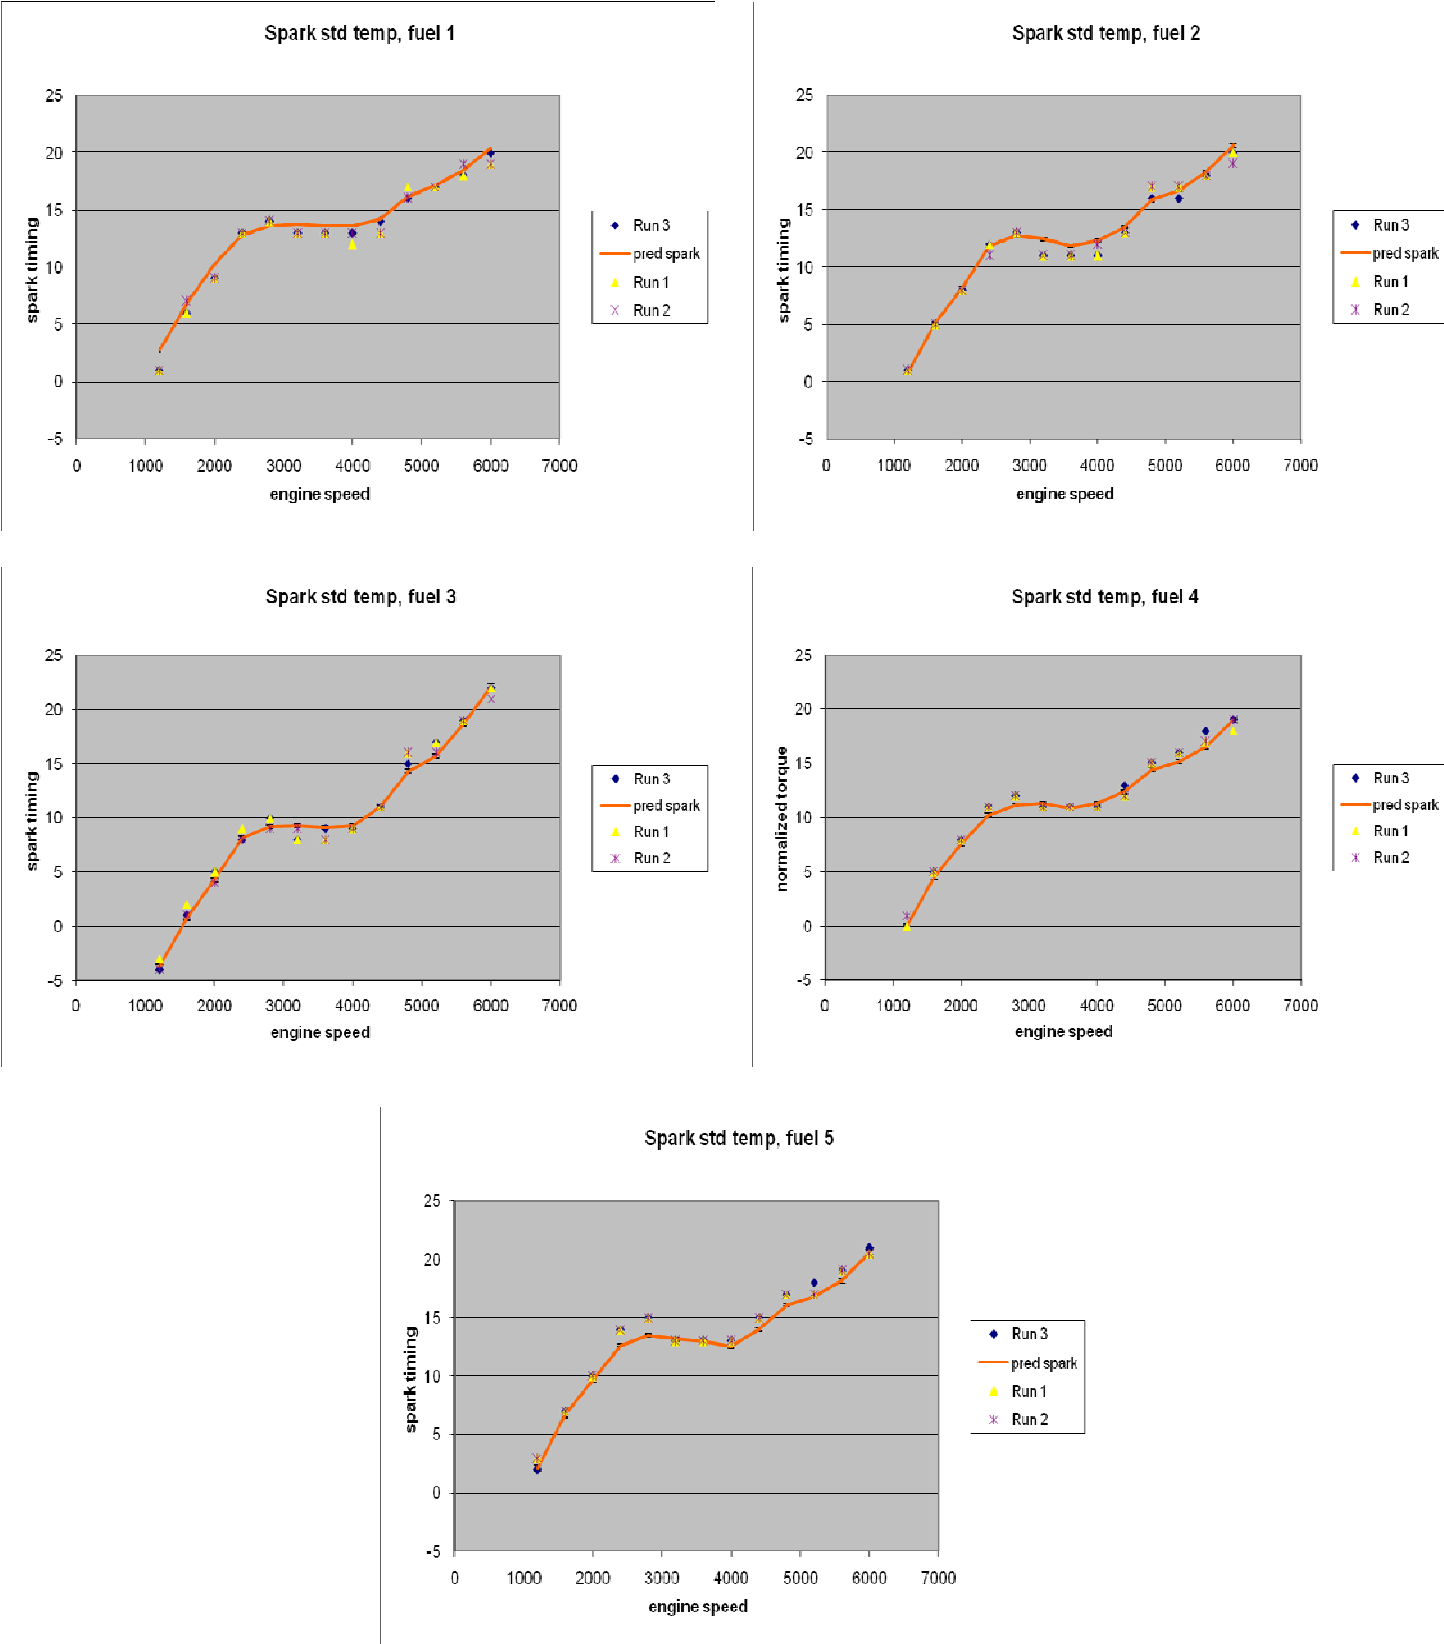 Spark std temp, fuel 1
25
20
15
10
5
0
-5
spark timing
0 1000 2000 3000 4000 5000 6000 7000
engine speed
Run 3
pred spark
Run 1
Run 2
Spark std temp, fuel 2
25
20
15
10
5
0
-5
spark timing
0 1000 2000 3000 4000 5000 6000 7000
engine speed
Run 3
pred spark
Run 1
Run 2
Spark std temp, fuel 3
25
20
15
10
5
0
-5
spark timing
0 1000 2000 3000 4000 5000 6000 7000
engine speed
Run 3
pred spark
Run 1
Run 2
Spark std temp, fuel 4
25
20
15
10
5
0
-5
normalized torque
0 1000 2000 3000 4000 5000 6000 7000
engine speed
Run 3
pred spark
Run 1
Run 2
Spark std temp, fuel 5
25
20
15
10
5
0
-5
spark timing
0 1000 2000 3000 4000 5000 6000 7000
engine speed
Run 3
pred spark
Run 1
Run 2